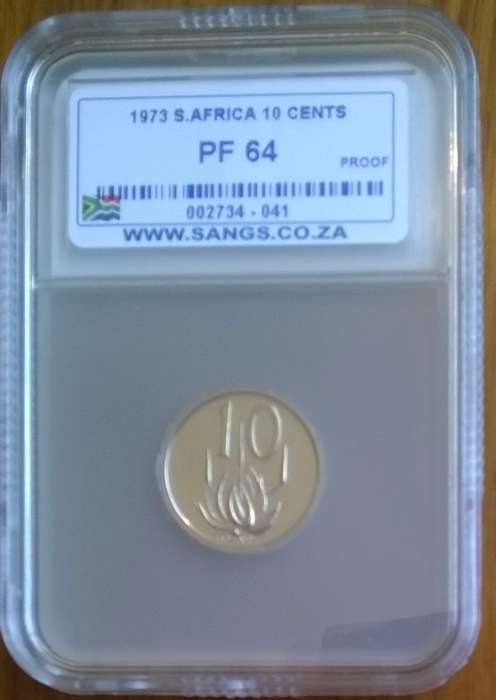 1973 S.AFRICA 10 CENTS
PF 64
PROOF
002734 - 041
WWW.SANGS.CO.ZA
10